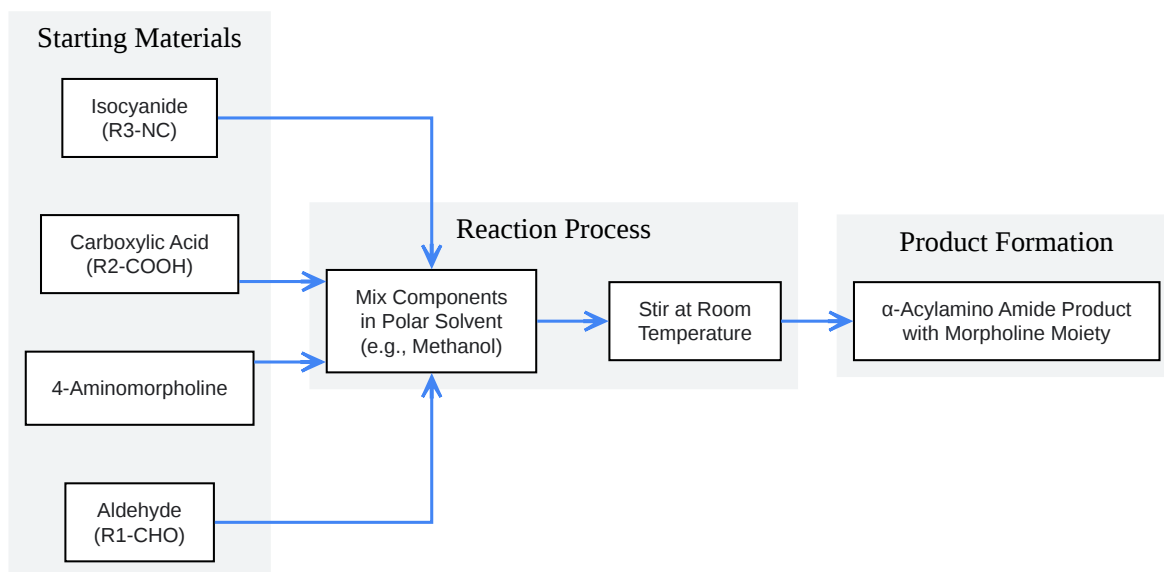 Starting Materials
Isocyanide
(R3-NC)
Carboxylic Acid
(R2-COOH)
4-Aminomorpholine
Aldehyde
(R1-CHO)
Reaction Process
Mix Components
in Polar Solvent
(e.g., Methanol)
Stir at Room
Temperature
Product Formation
α-Acylamino Amide Product
with Morpholine Moiety